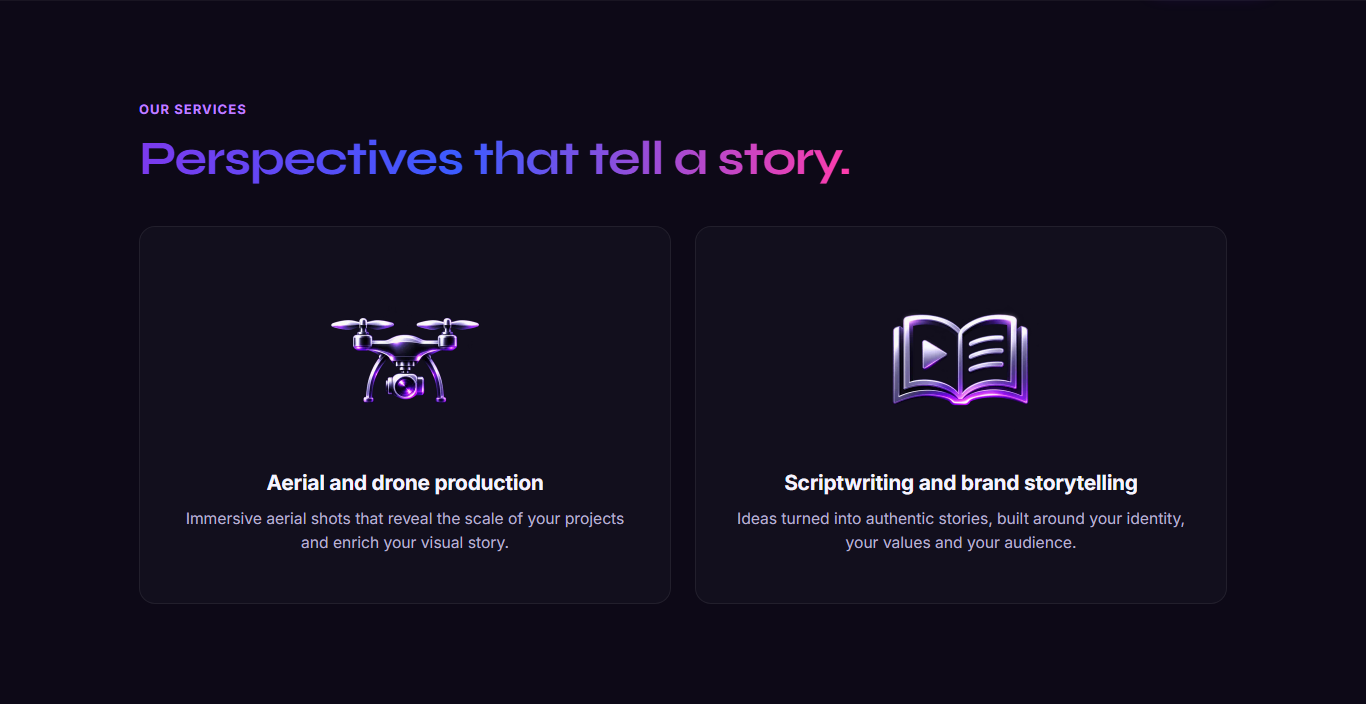 OUR SERVICES
Perspectives that tell a story.
Aerial and drone production
Immersive aerial shots that reveal the scale of your projects
and enrich your visual story.
Scriptwriting and brand storytelling
Ideas turned into authentic stories, built around your identity,
your values and your audience.